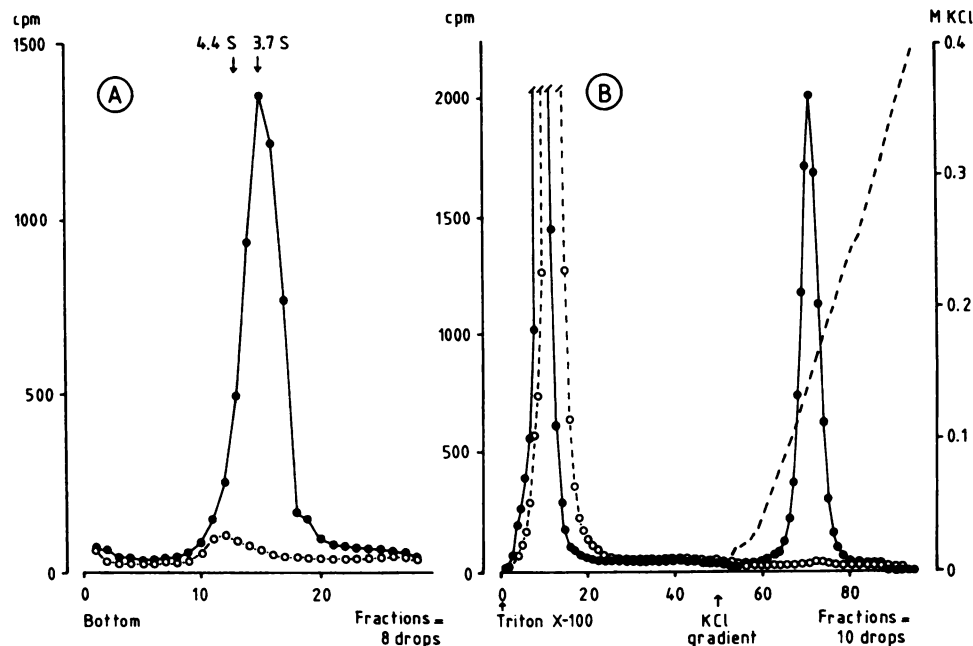 cpm
1500
1000
500
0
4.4 S 3.7 S
A
0 10 20
Bottom
Fractions =
8 drops
cpm
2000
1500
1000
500
0
B
M KCl
0.4
0.3
0.2
0.1
0
0 20 40 60 80
Triton X-100
KCl
gradient
Fractions =
10 drops